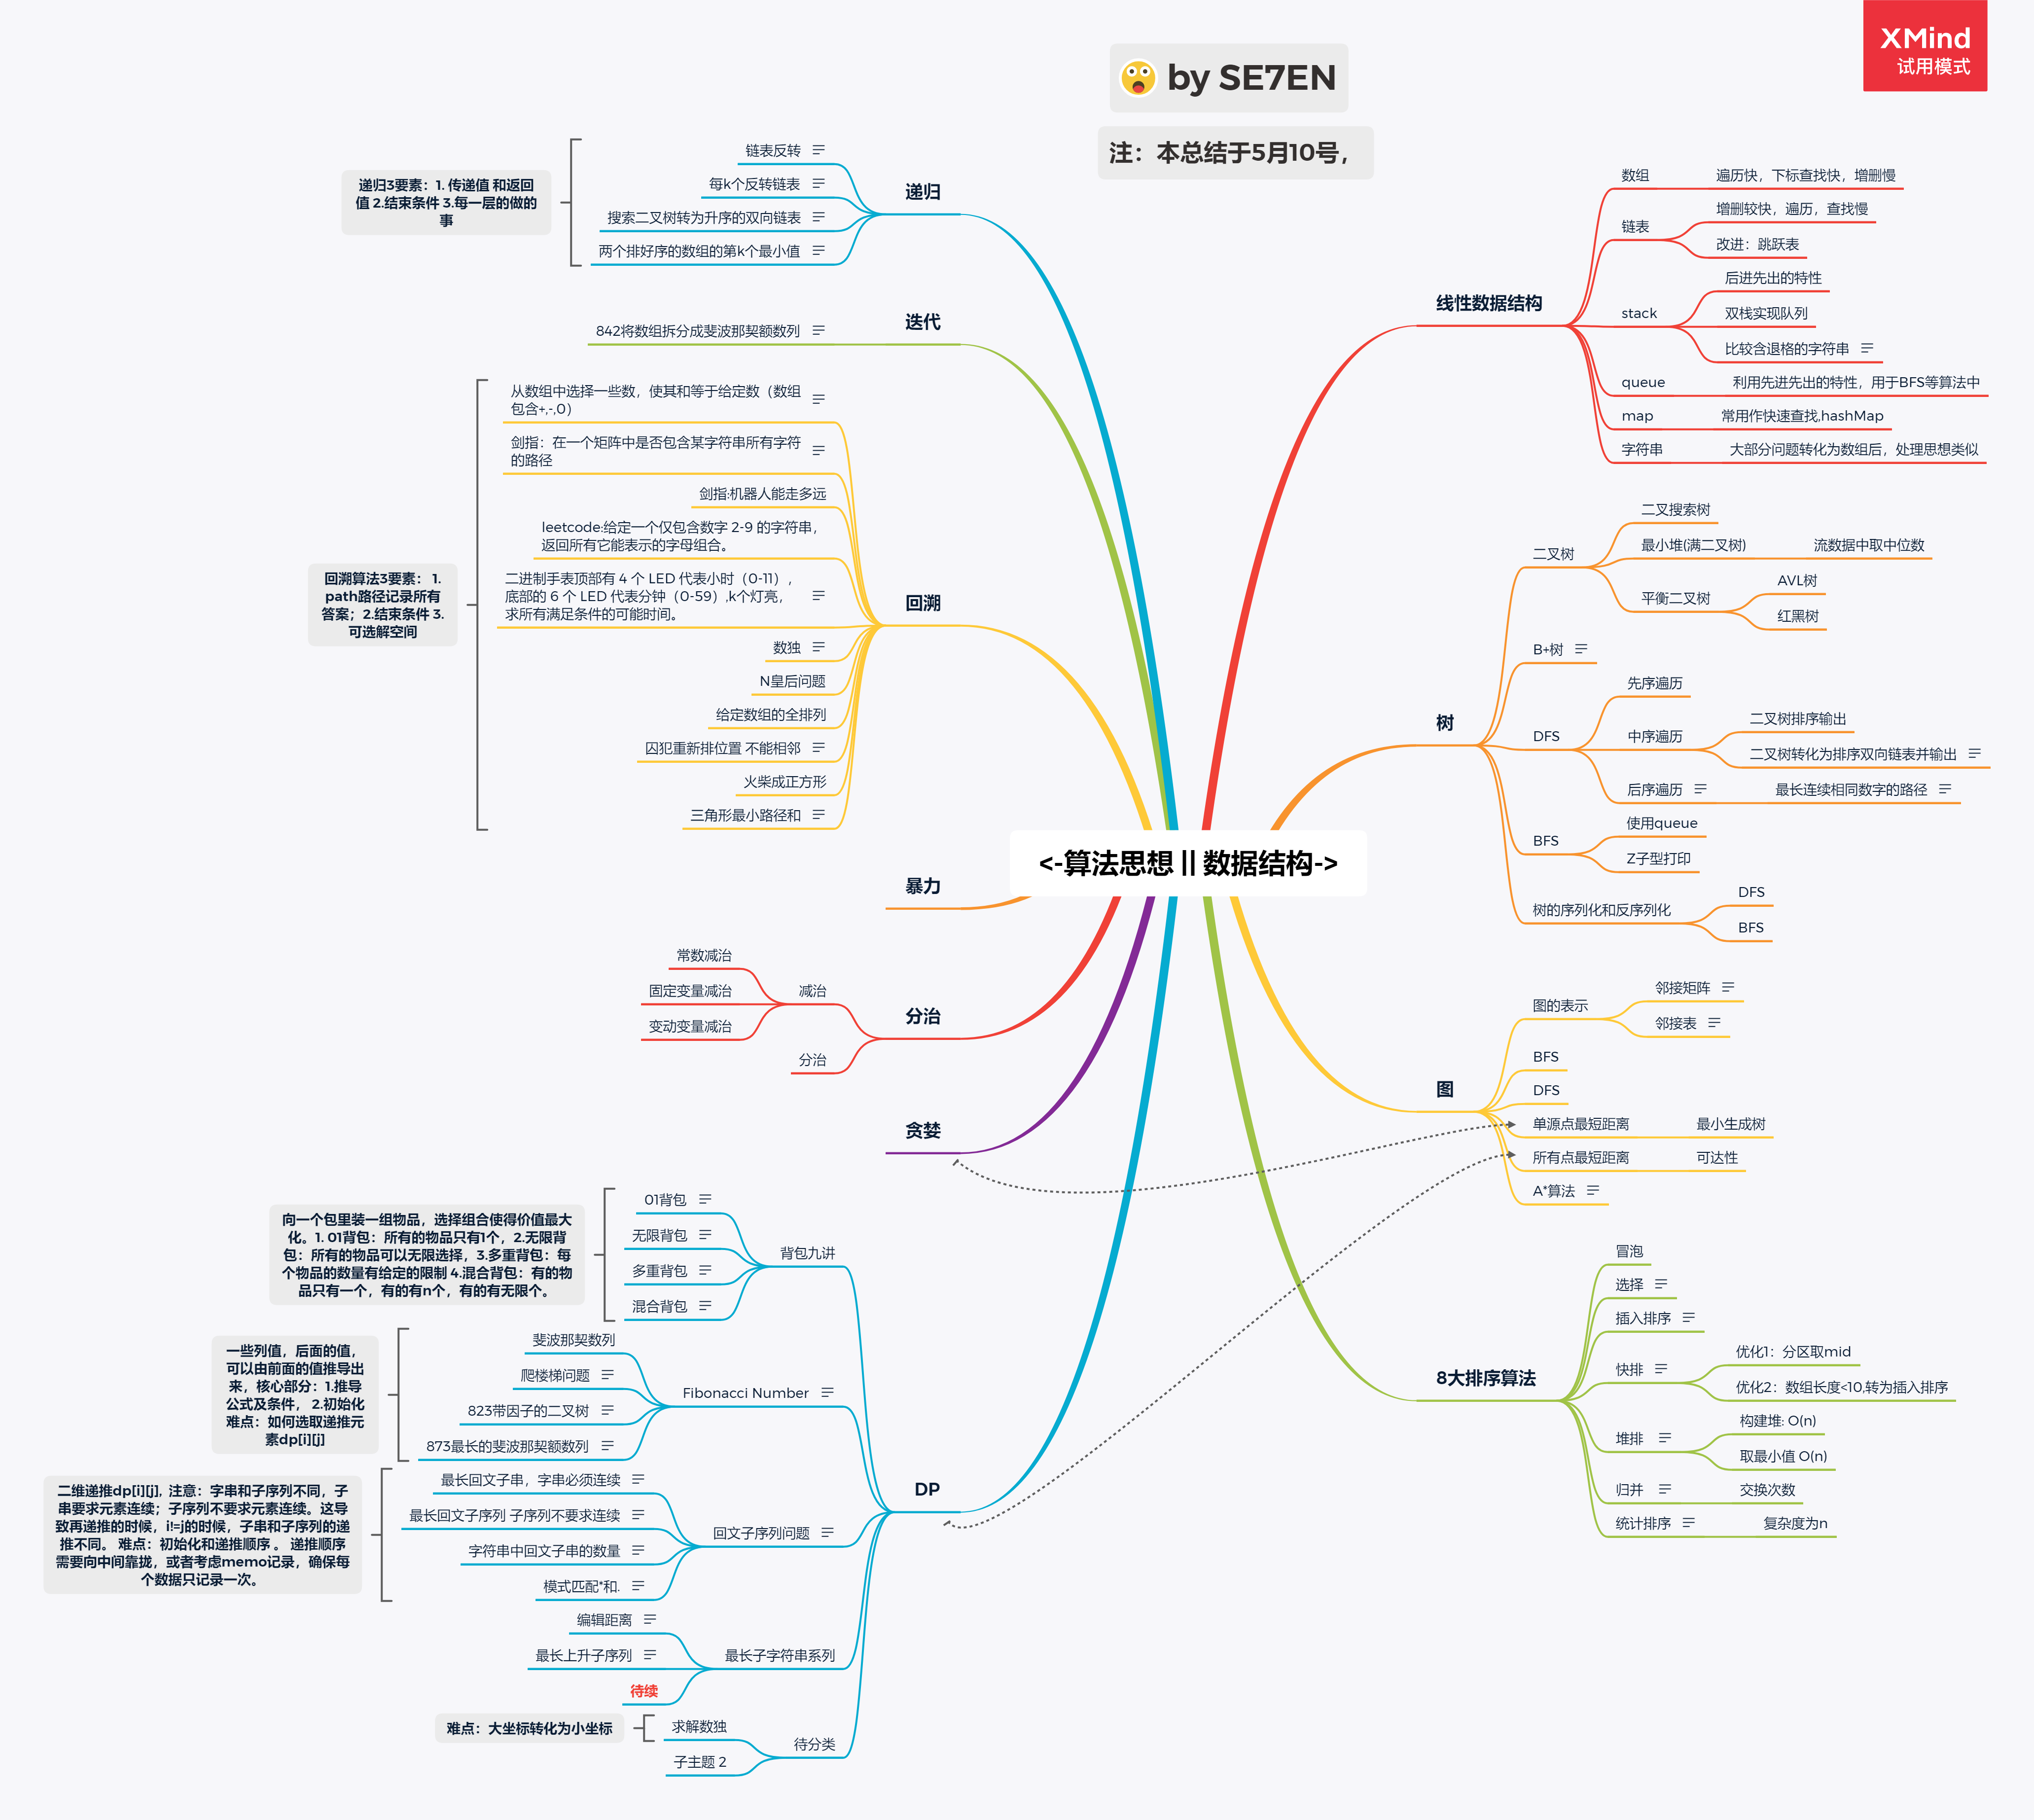 XMind
试用模式
by SE7EN
注：本总结于5月10号，
<-算法思想 || 数据结构->
递归
链表反转
每k个反转链表
搜索二叉树转为升序的双向链表
两个排好序的数组的第k个最小值
递归3要素：1. 传递值 和返回
值 2.结束条件 3.每一层的做的
事
迭代
842将数组拆分成斐波那契额数列
回溯
从数组中选择一些数，使其和等于给定数（数组
包含+,-,0）
剑指：在一个矩阵中是否包含某字符串所有字符
的路径
剑指:机器人能走多远
leetcode:给定一个仅包含数字 2-9 的字符串，
返回所有它能表示的字母组合。
二进制手表顶部有 4 个 LED 代表小时（0-11），
底部的 6 个 LED 代表分钟（0-59）,k个灯亮，
求所有满足条件的可能时间。
数独
N皇后问题
给定数组的全排列
囚犯重新排位置 不能相邻
火柴成正方形
三角形最小路径和
回溯算法3要素： 1.
path路径记录所有
答案；2.结束条件 3.
可选解空间
暴力
分治
减治
常数减治
固定变量减治
变动变量减治
分治
贪婪
DP
背包九讲
01背包
无限背包
多重背包
混合背包
向一个包里装一组物品，选择组合使得价值最大
化。1. 01背包：所有的物品只有1个，2.无限背
包：所有的物品可以无限选择，3.多重背包：每
个物品的数量有给定的限制 4.混合背包：有的物
品只有一个，有的有n个，有的有无限个。
Fibonacci Number
斐波那契数列
爬楼梯问题
823带因子的二叉树
873最长的斐波那契额数列
一些列值，后面的值，
可以由前面的值推导出
来，核心部分：1.推导
公式及条件， 2.初始化
难点：如何选取递推元
素dp[i][j]
回文子序列问题
最长回文子串，字串必须连续
最长回文子序列 子序列不要求连续
字符串中回文子串的数量
模式匹配*和.
二维递推dp[i][j], 注意：字串和子序列不同，子
串要求元素连续；子序列不要求元素连续。这导
致再递推的时候，i!=j的时候，子串和子序列的递
推不同。 难点：初始化和递推顺序 。 递推顺序
需要向中间靠拢，或者考虑memo记录，确保每
个数据只记录一次。
最长子字符串系列
编辑距离
最长上升子序列
待续
待分类
求解数独
子主题 2
难点：大坐标转化为小坐标
线性数据结构
数组
遍历快，下标查找快，增删慢
链表
增删较快，遍历，查找慢
改进：跳跃表
stack
后进先出的特性
双栈实现队列
比较含退格的字符串
queue
利用先进先出的特性，用于BFS等算法中
map
常用作快速查找,hashMap
字符串
大部分问题转化为数组后，处理思想类似
树
二叉树
二叉搜索树
最小堆(满二叉树)
流数据中取中位数
平衡二叉树
AVL树
红黑树
B+树
DFS
先序遍历
中序遍历
二叉树排序输出
二叉树转化为排序双向链表并输出
后序遍历
最长连续相同数字的路径
BFS
使用queue
Z子型打印
树的序列化和反序列化
DFS
BFS
图
图的表示
邻接矩阵
邻接表
BFS
DFS
单源点最短距离
最小生成树
所有点最短距离
可达性
A*算法
8大排序算法
冒泡
选择
插入排序
快排
优化1：分区取mid
优化2：数组长度<10,转为插入排序
堆排
构建堆: O(n)
取最小值 O(n)
归并
交换次数
统计排序
复杂度为n